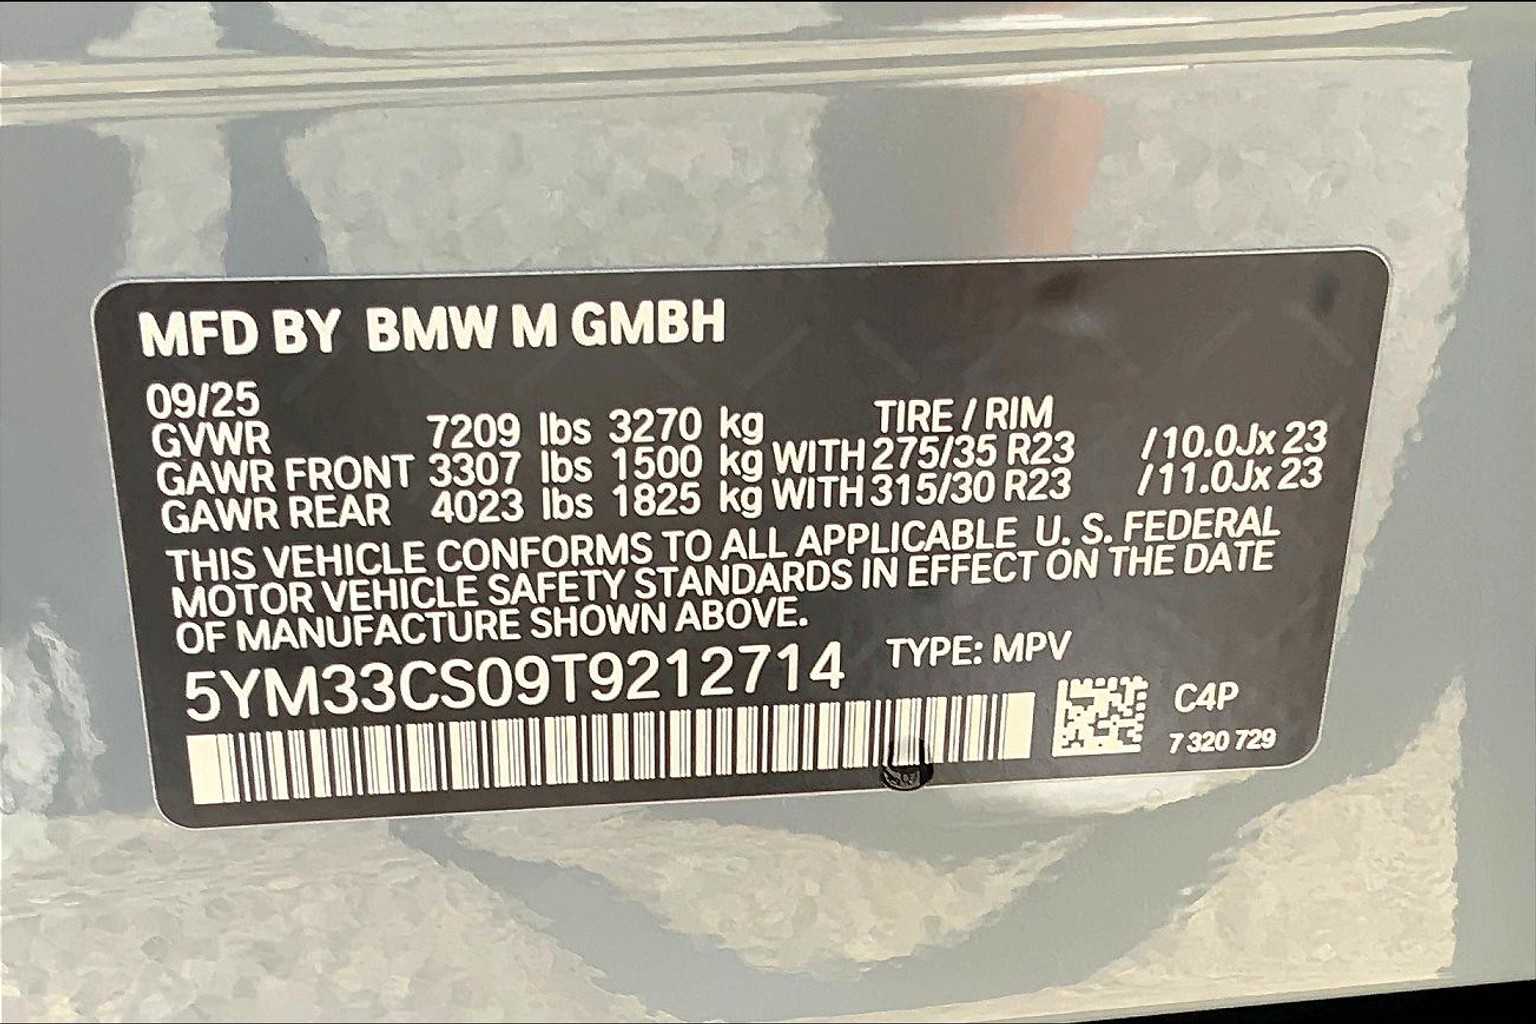 MFD BY BMW M GMBH
09/25
GVWR 7209 lbs 3270 kg TIRE / RIM
GAWR FRONT 3307 lbs 1500 kg WITH 275/35 R23 /10.0Jx 23
GAWR REAR 4023 lbs 1825 kg WITH 315/30 R23 /11.0Jx 23
THIS VEHICLE CONFORMS TO ALL APPLICABLE U. S. FEDERAL
MOTOR VEHICLE SAFETY STANDARDS IN EFFECT ON THE DATE
OF MANUFACTURE SHOWN ABOVE.
5YM33CS09T9212714 TYPE: MPV
C4P
7 320 729